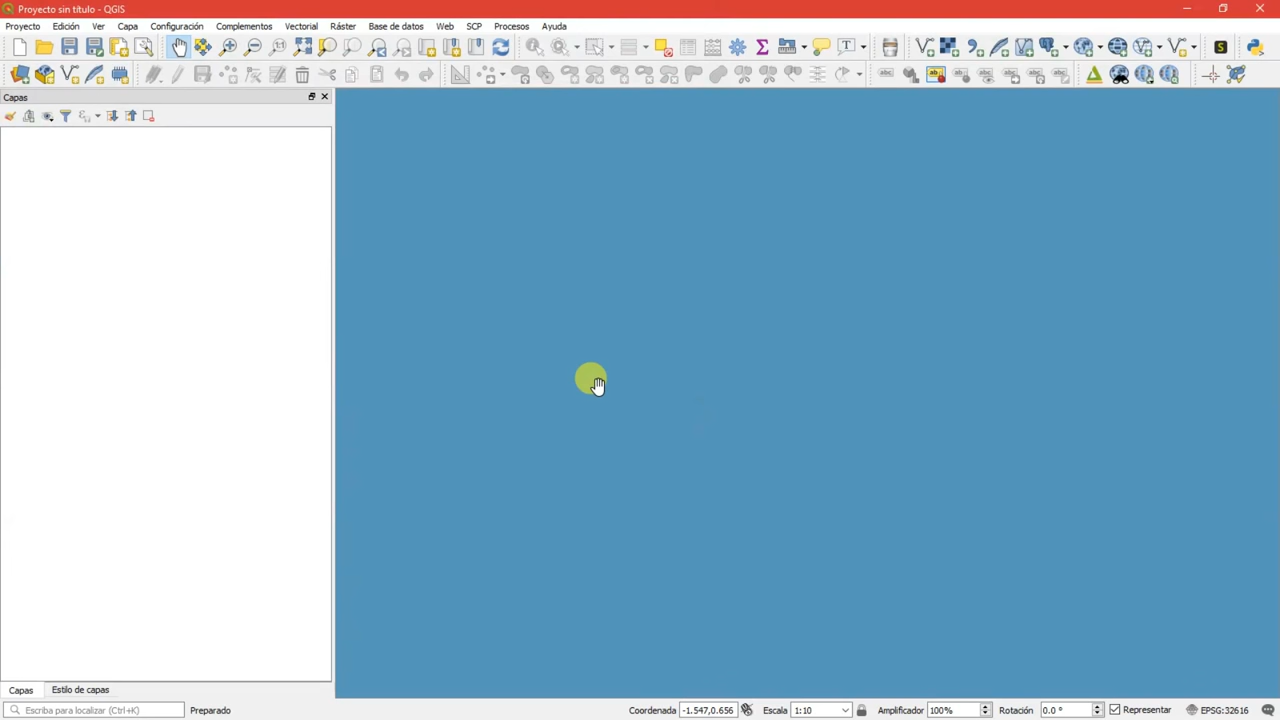 Proyecto sin título - QGIS
Proyecto Edición Ver Capa Configuración Complementos Vectorial Ráster Base de datos Web SCP Procesos Ayuda
Capas
Capas Estilo de capas
Escriba para localizar (Ctrl+K) Preparado Coordenada -1.547,0.656 Escala 1:10 Amplificador 100% Rotación 0.0 ° Representar EPSG:32616